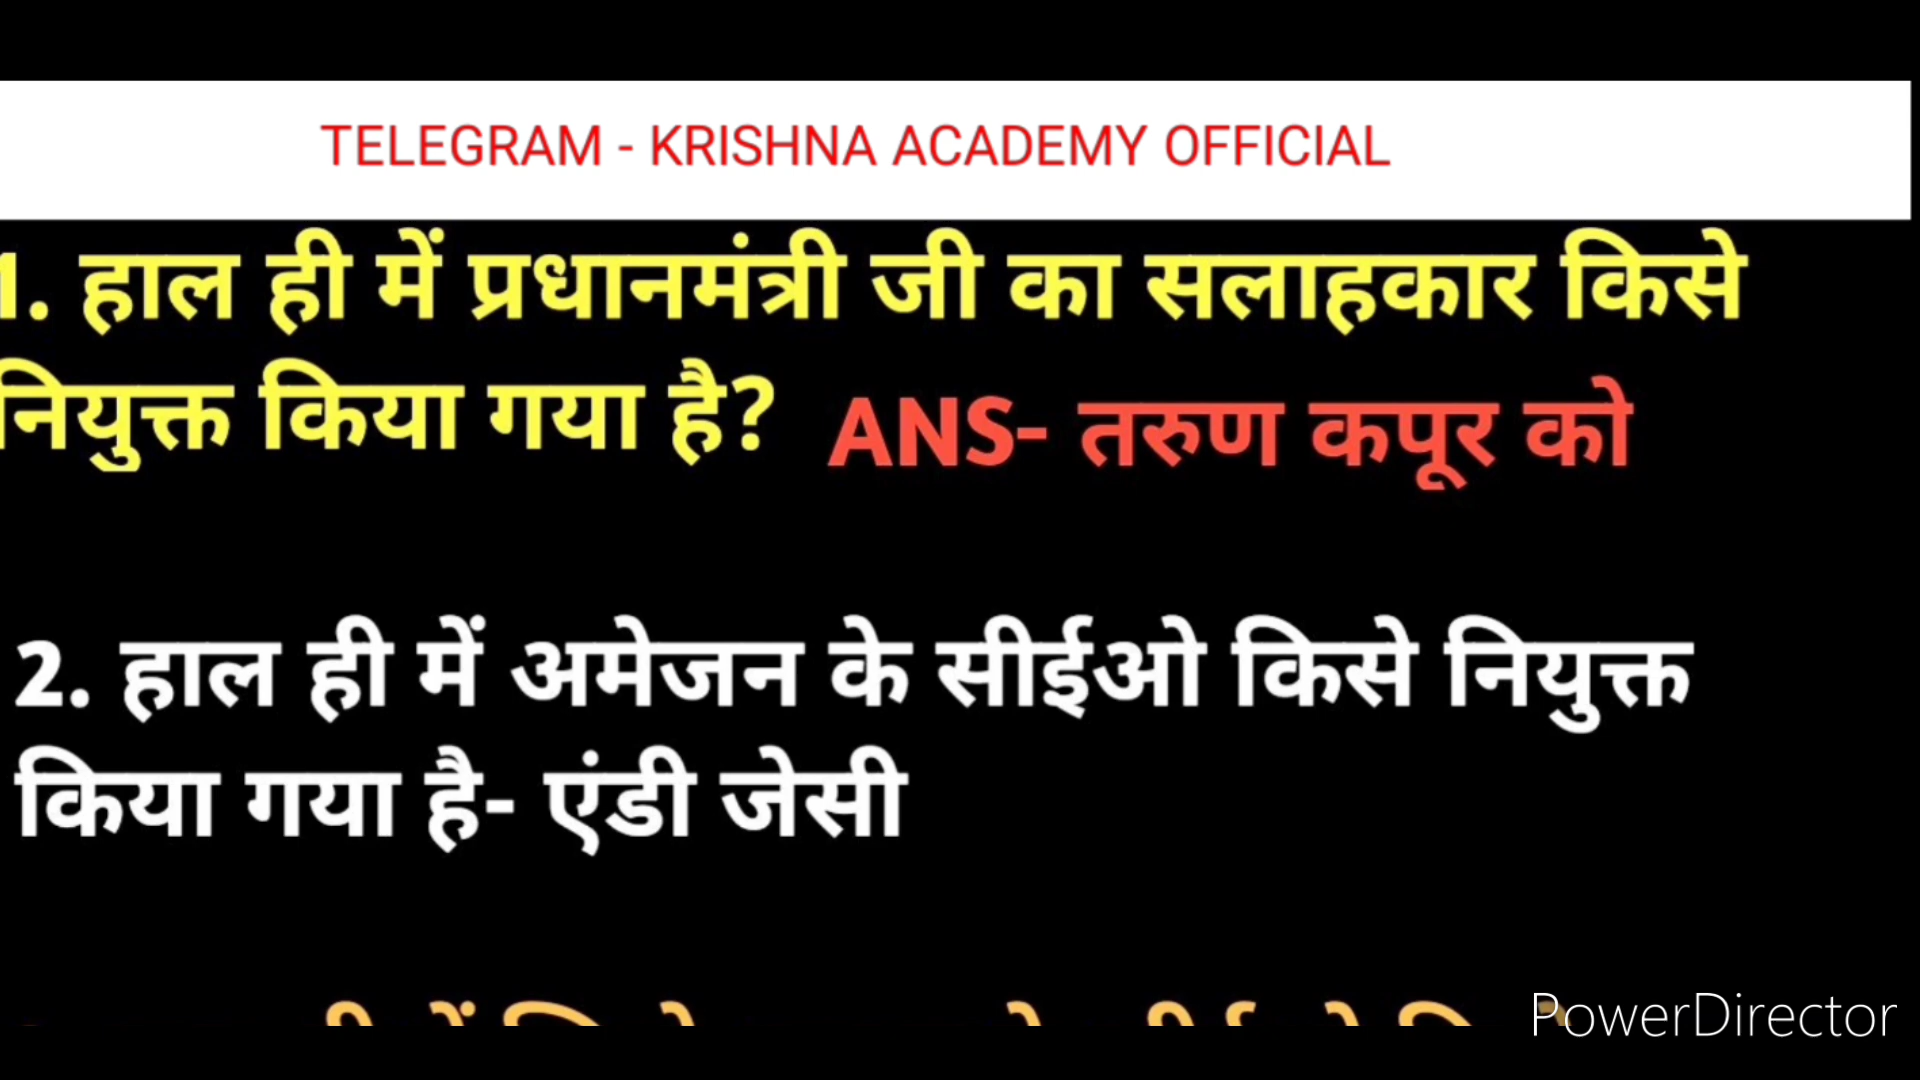 TELEGRAM - KRISHNA ACADEMY OFFICIAL
1. हाल ही में प्रधानमंत्री जी का सलाहकार किसे
नियुक्त किया गया है? ANS- तरुण कपूर को
2. हाल ही में अमेजन के सीईओ किसे नियुक्त
किया गया है- एंडी जेसी
PowerDirector